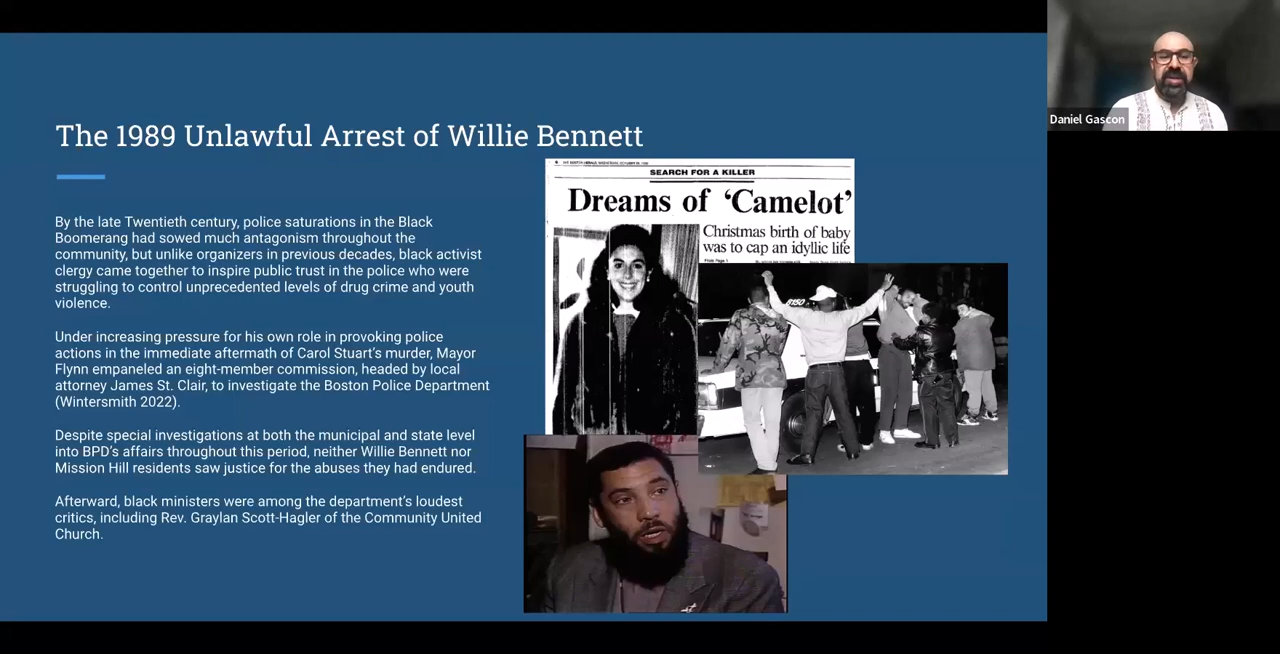 The 1989 Unlawful Arrest of Willie Bennett
By the late Twentieth century, police saturations in the Black
Boomerang had sowed much antagonism throughout the
community, but unlike organizers in previous decades, black activist
clergy came together to inspire public trust in the police who were
struggling to control unprecedented levels of drug crime and youth
violence.
Under increasing pressure for his own role in provoking police
actions in the immediate aftermath of Carol Stuart's murder, Mayor
Flynn empaneled an eight-member commission, headed by local
attorney James St. Clair, to investigate the Boston Police Department
(Wintersmith 2022).
Despite special investigations at both the municipal and state level
into BPD's affairs throughout this period, neither Willie Bennett nor
Mission Hill residents saw justice for the abuses they had endured.
Afterward, black ministers were among the department's loudest
critics, including Rev. Graylan Scott-Hagler of the Community United
Church.
SEARCH FOR A KILLER
Dreams of 'Camelot'
Christmas birth of baby
was to cap an idyllic life
From Page 1
Daniel Gascon